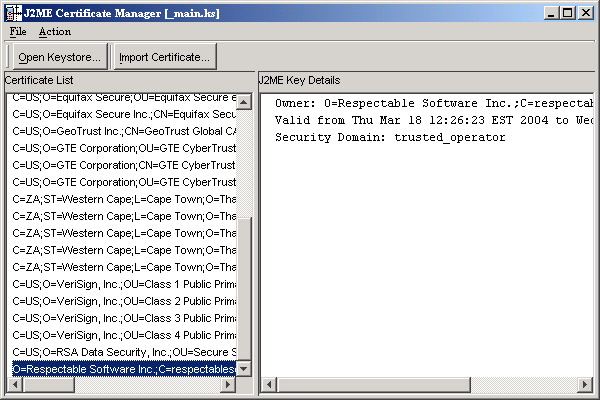 J2ME Certificate Manager [_main.ks]
File Action
Open Keystore... Import Certificate...
Certificate List
C=US;O=Equifax Secure;OU=Equifax Secure
C=US;O=Equifax Secure Inc.;CN=Equifax Secu
C=US;O=GeoTrust Inc.;CN=GeoTrust Global CA
C=US;O=GTE Corporation;OU=GTE CyberTrust
C=US;O=GTE Corporation;CN=GTE CyberTrust
C=US;O=GTE Corporation;OU=GTE CyberTrust
C=ZA;ST=Western Cape;L=Cape Town;O=Tha
C=ZA;ST=Western Cape;L=Cape Town;O=Tha
C=ZA;ST=Western Cape;L=Cape Town;O=Tha
C=ZA;ST=Western Cape;L=Cape Town;O=Tha
C=ZA;ST=Western Cape;L=Cape Town;O=Tha
C=US;O=VeriSign, Inc.;OU=Class 1 Public Prima
C=US;O=VeriSign, Inc.;OU=Class 2 Public Prima
C=US;O=VeriSign, Inc.;OU=Class 3 Public Prima
C=US;O=VeriSign, Inc.;OU=Class 4 Public Prima
C=US;O=RSA Data Security, Inc.;OU=Secure S
O=Respectable Software Inc.;C=respectables
J2ME Key Details
Owner: O=Respectable Software Inc.;C=respectab
Valid from Thu Mar 18 12:26:23 EST 2004 to Wed
Security Domain: trusted_operator